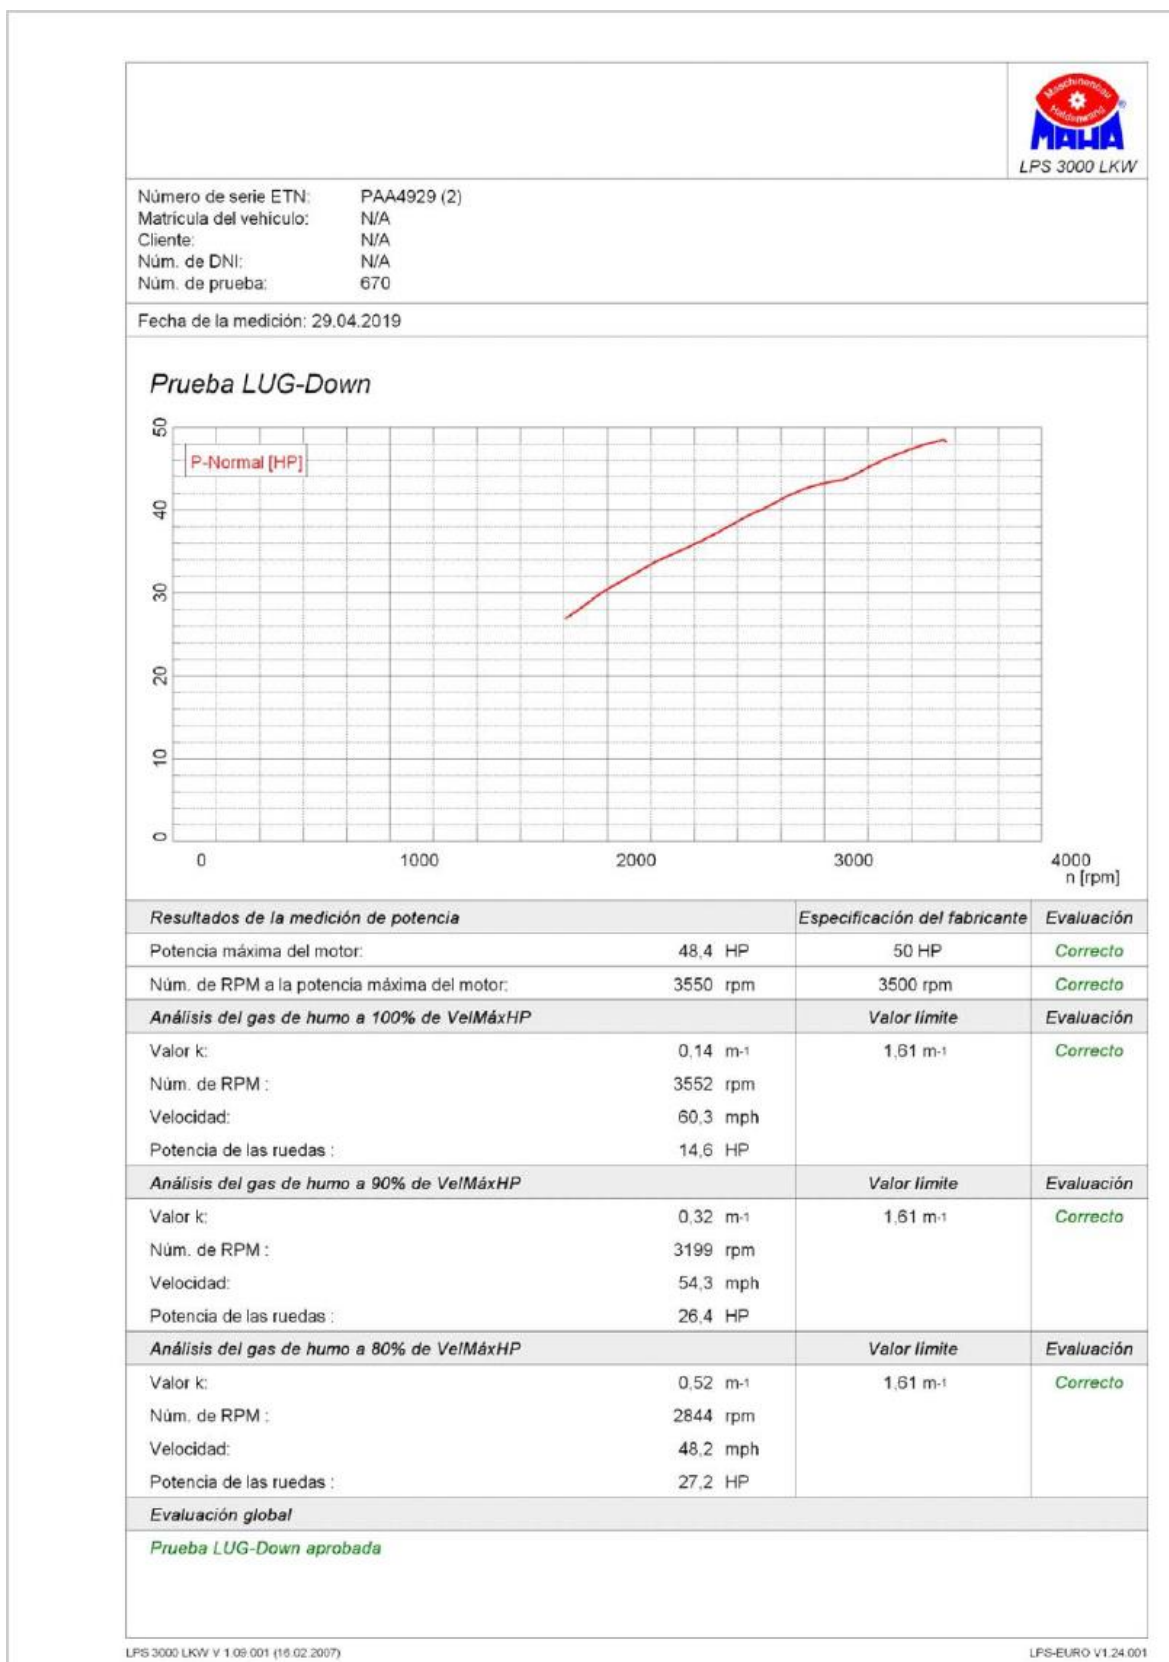 Maschinenbau
Haldenwang
MAHA®
LPS 3000 LKW
Número de serie ETN: PAA4929 (2)
Matrícula del vehículo: N/A
Cliente: N/A
Núm. de DNI: N/A
Núm. de prueba: 670
Fecha de la medición: 29.04.2019
Prueba LUG-Down
P-Normal [HP]
50
40
30
20
10
0
0 1000 2000 3000 4000
n [rpm]
Resultados de la medición de potencia Especificación del fabricante Evaluación
Potencia máxima del motor: 48,4 HP 50 HP Correcto
Núm. de RPM a la potencia máxima del motor: 3550 rpm 3500 rpm Correcto
Análisis del gas de humo a 100% de VelMáxHP Valor límite Evaluación
Valor k: 0,14 m-1 1,61 m-1 Correcto
Núm. de RPM : 3552 rpm
Velocidad: 60,3 mph
Potencia de las ruedas : 14,6 HP
Análisis del gas de humo a 90% de VelMáxHP Valor límite Evaluación
Valor k: 0,32 m-1 1,61 m-1 Correcto
Núm. de RPM : 3199 rpm
Velocidad: 54,3 mph
Potencia de las ruedas : 26,4 HP
Análisis del gas de humo a 80% de VelMáxHP Valor límite Evaluación
Valor k: 0,52 m-1 1,61 m-1 Correcto
Núm. de RPM : 2844 rpm
Velocidad: 48,2 mph
Potencia de las ruedas : 27,2 HP
Evaluación global
Prueba LUG-Down aprobada
LPS 3000 LKW V 1.09.001 (16.02.2007) LPS-EURO V1.24.001